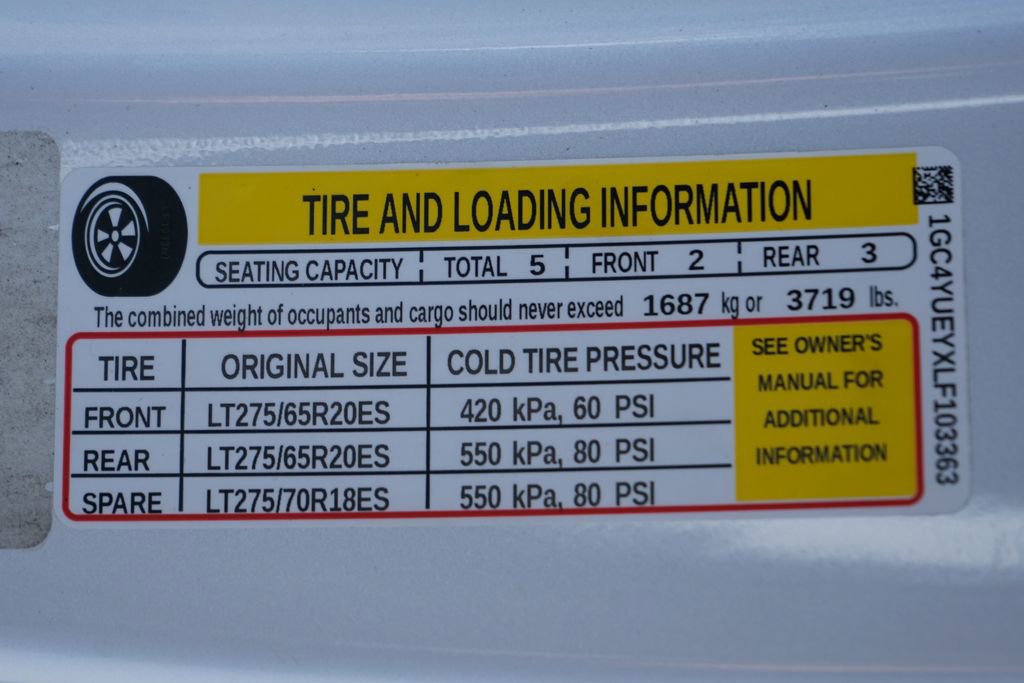 TIRE AND LOADING INFORMATION
SEATING CAPACITY TOTAL 5 FRONT 2 REAR 3
The combined weight of occupants and cargo should never exceed 1687 kg or 3719 lbs.
TIRE ORIGINAL SIZE COLD TIRE PRESSURE
FRONT LT275/65R20ES 420 kPa, 60 PSI
REAR LT275/65R20ES 550 kPa, 80 PSI
SPARE LT275/70R18ES 550 kPa, 80 PSI
SEE OWNER'S
MANUAL FOR
ADDITIONAL
INFORMATION
1GC4YUEYXLF103363